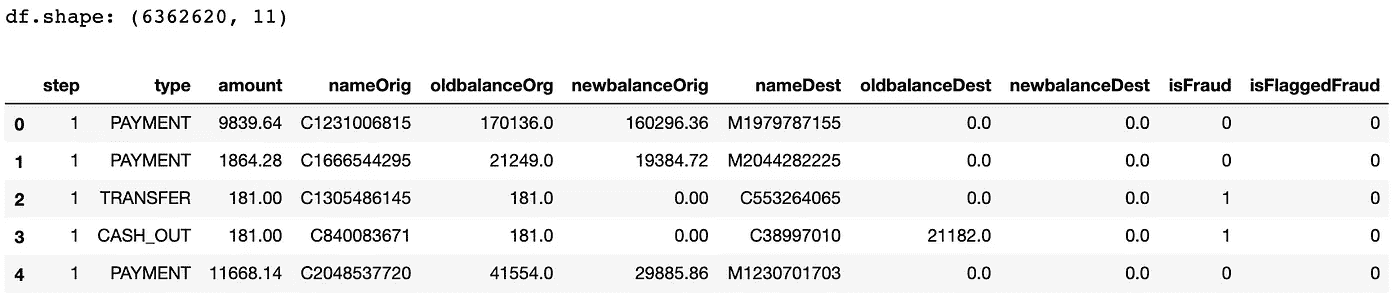 df.shape: (6362620, 11)
step type amount nameOrig oldbalanceOrg newbalanceOrig nameDest oldbalanceDest newbalanceDest isFraud isFlaggedFraud
0 1 PAYMENT 9839.64 C1231006815 170136.0 160296.36 M1979787155 0.0 0.0 0 0
1 1 PAYMENT 1864.28 C1666544295 21249.0 19384.72 M2044282225 0.0 0.0 0 0
2 1 TRANSFER 181.00 C1305486145 181.0 0.00 C553264065 0.0 0.0 1 0
3 1 CASH_OUT 181.00 C840083671 181.0 0.00 C38997010 21182.0 0.0 1 0
4 1 PAYMENT 11668.14 C2048537720 41554.0 29885.86 M1230701703 0.0 0.0 0 0